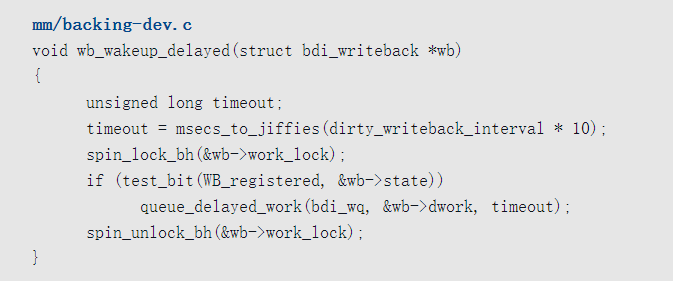 mm/backing-dev.c
void wb_wakeup_delayed(struct bdi_writeback *wb)
{
unsigned long timeout;
timeout = msecs_to_jiffies(dirty_writeback_interval * 10);
spin_lock_bh(&wb->work_lock);
if (test_bit(WB_registered, &wb->state))
queue_delayed_work(bdi_wq, &wb->dwork, timeout);
spin_unlock_bh(&wb->work_lock);
}